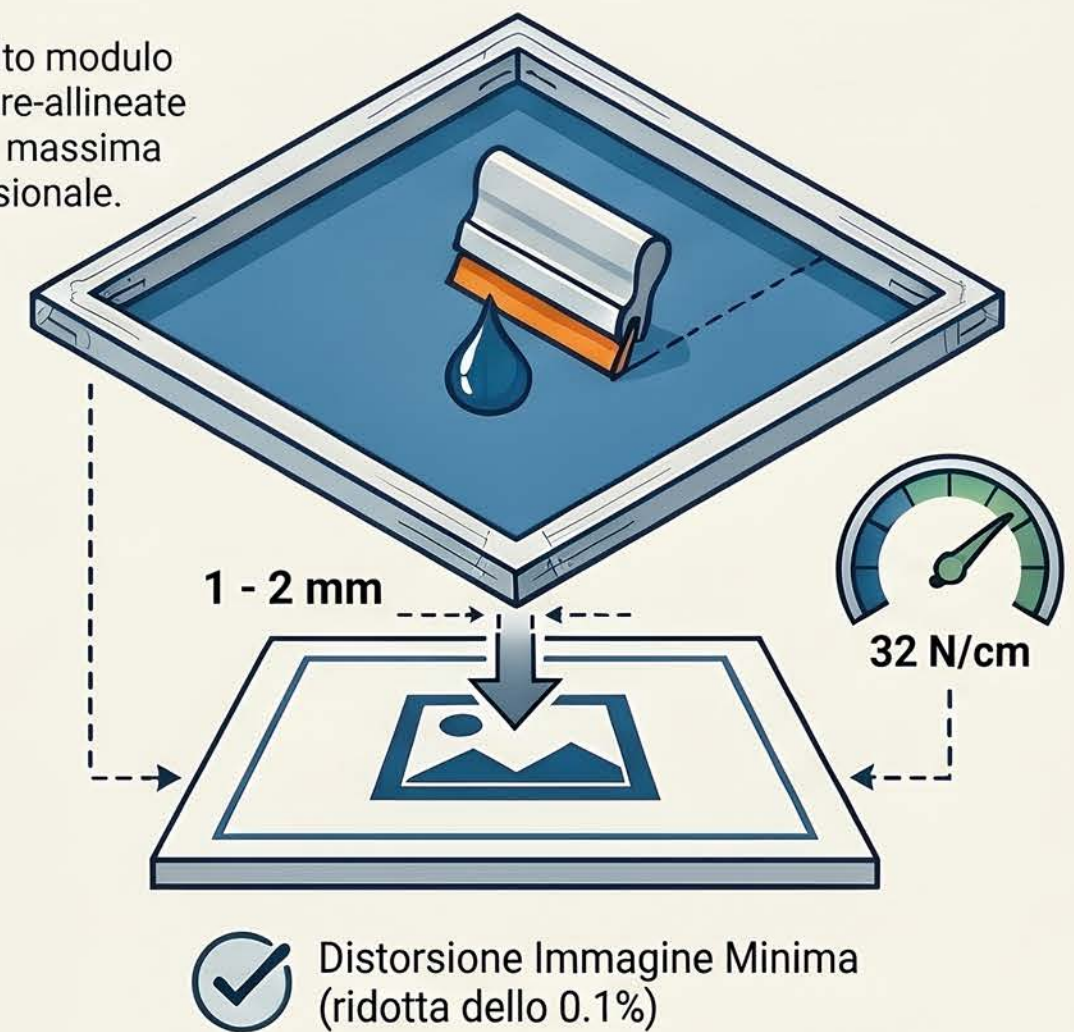 to modulo
re-allineate
massima
sionale.
1 - 2 mm
32 N/cm
Distorsione Immagine Minima
(ridotta dello 0.1%)